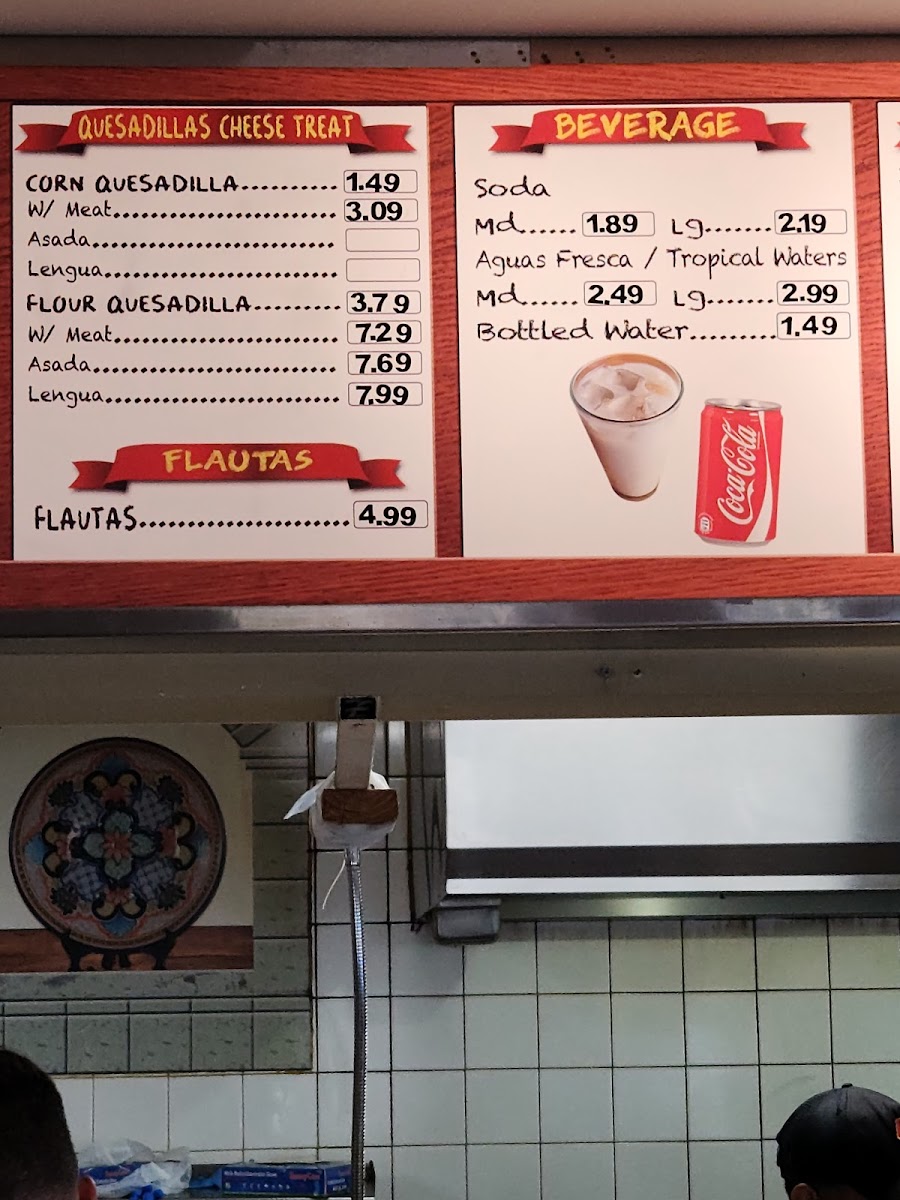 QUESADILLAS CHEESE TREAT
CORN QUESADILLA.......... 1.49
W/ Meat........................... 3.09
Asada..............................
Lengua............................
FLOUR QUESADILLA......... 3.79
W/ Meat........................... 7.29
Asada.............................. 7.69
Lengua............................ 7.99
FLAUTAS
FLAUTAS........................ 4.99
BEVERAGE
Soda
Md...... 1.89 Lg....... 2.19
Aguas Fresca / Tropical Waters
Md...... 2.49 Lg....... 2.99
Bottled Water......... 1.49
Coca-Cola